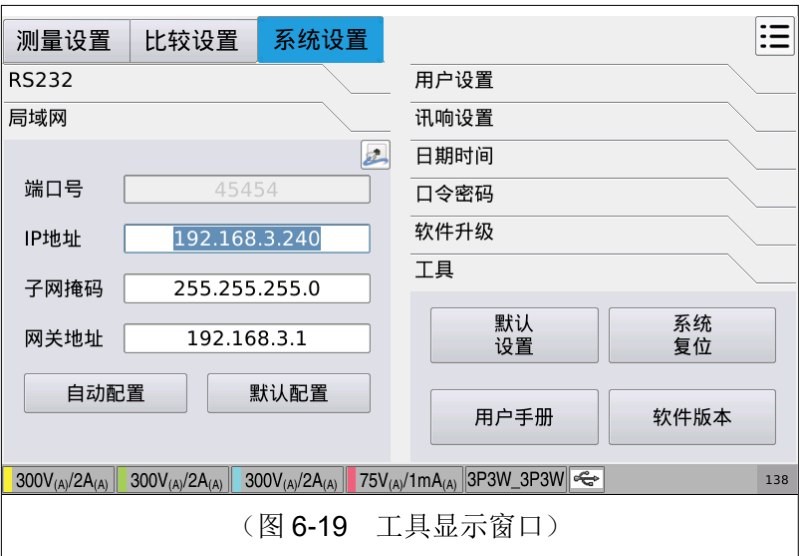 测量设置 比较设置 系统设置
RS232
局域网
端口号 45454
IP地址 192.168.3.240
子网掩码 255.255.255.0
网关地址 192.168.3.1
自动配置 默认配置
用户设置
讯响设置
日期时间
口令密码
软件升级
工具
默认 系统
设置 复位
用户手册 软件版本
300V(A)/2A(A) 300V(A)/2A(A) 300V(A)/2A(A) 75V(A)/1mA(A) 3P3W_3P3W 138
（图 6-19 工具显示窗口）